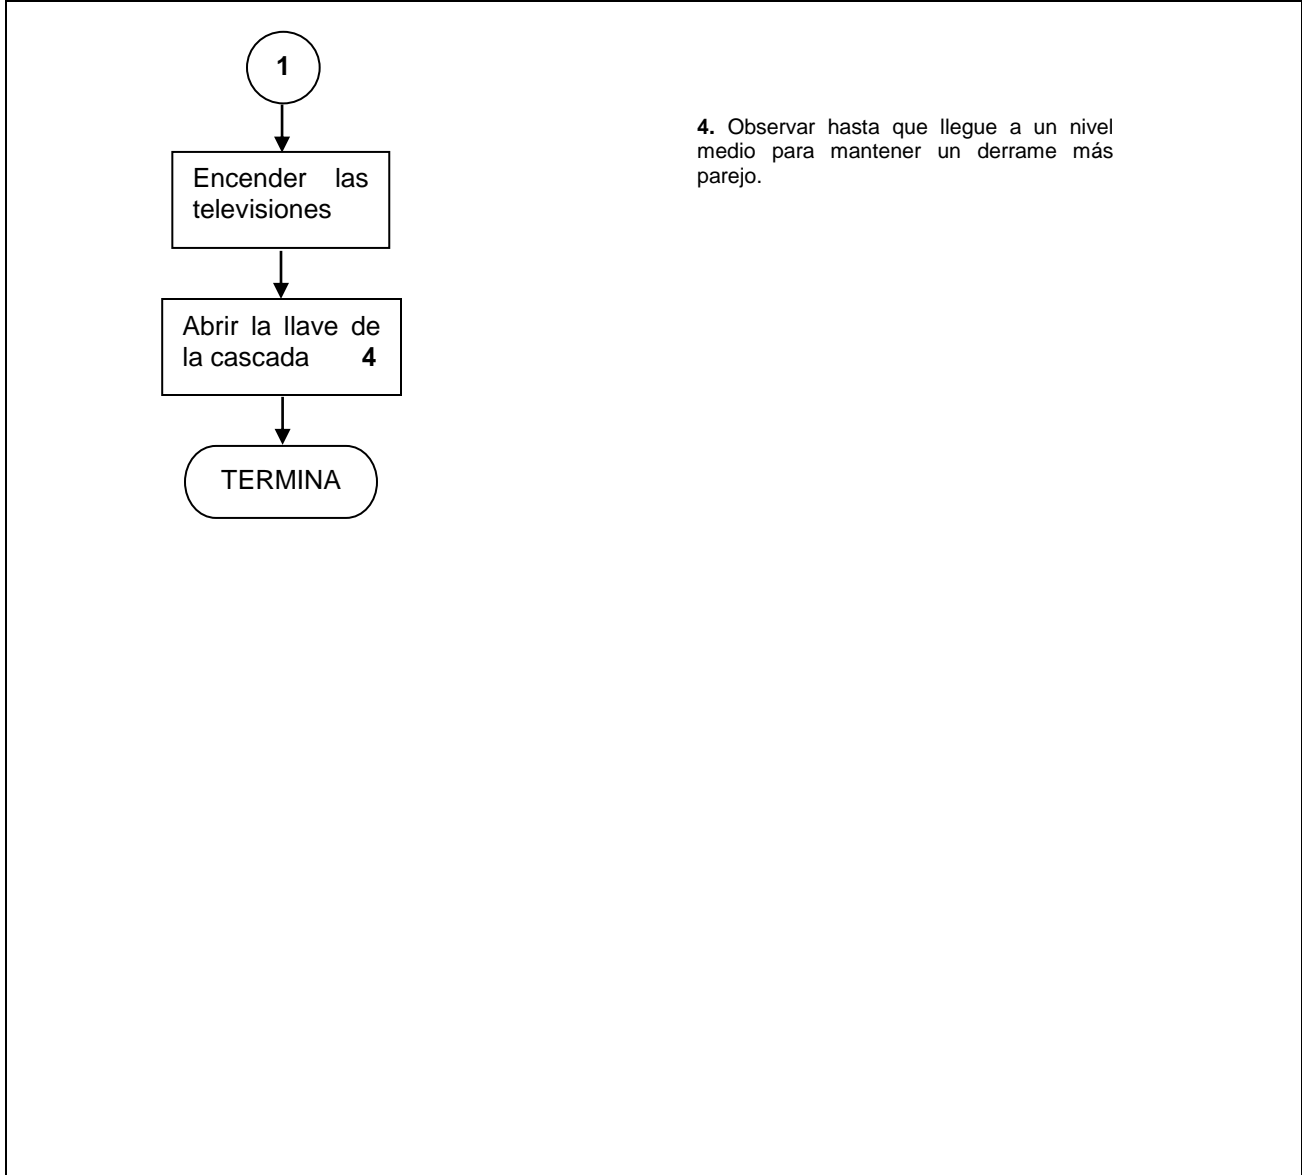 1
Encender las
televisiones
Abrir la llave de
la cascada 4
TERMINA
4. Observar hasta que llegue a un nivel
medio para mantener un derrame más
parejo.